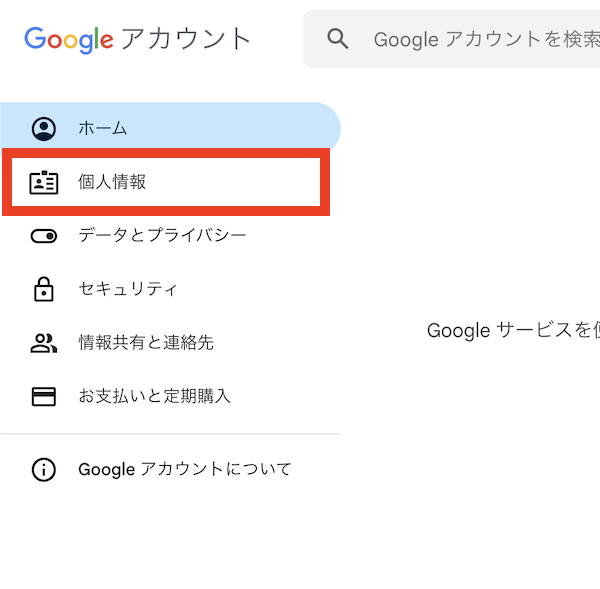 Google アカウント
Google アカウントを検索
ホーム
個人情報
データとプライバシー
セキュリティ
情報共有と連絡先
お支払いと定期購入
Google サービスを
Google アカウントについて